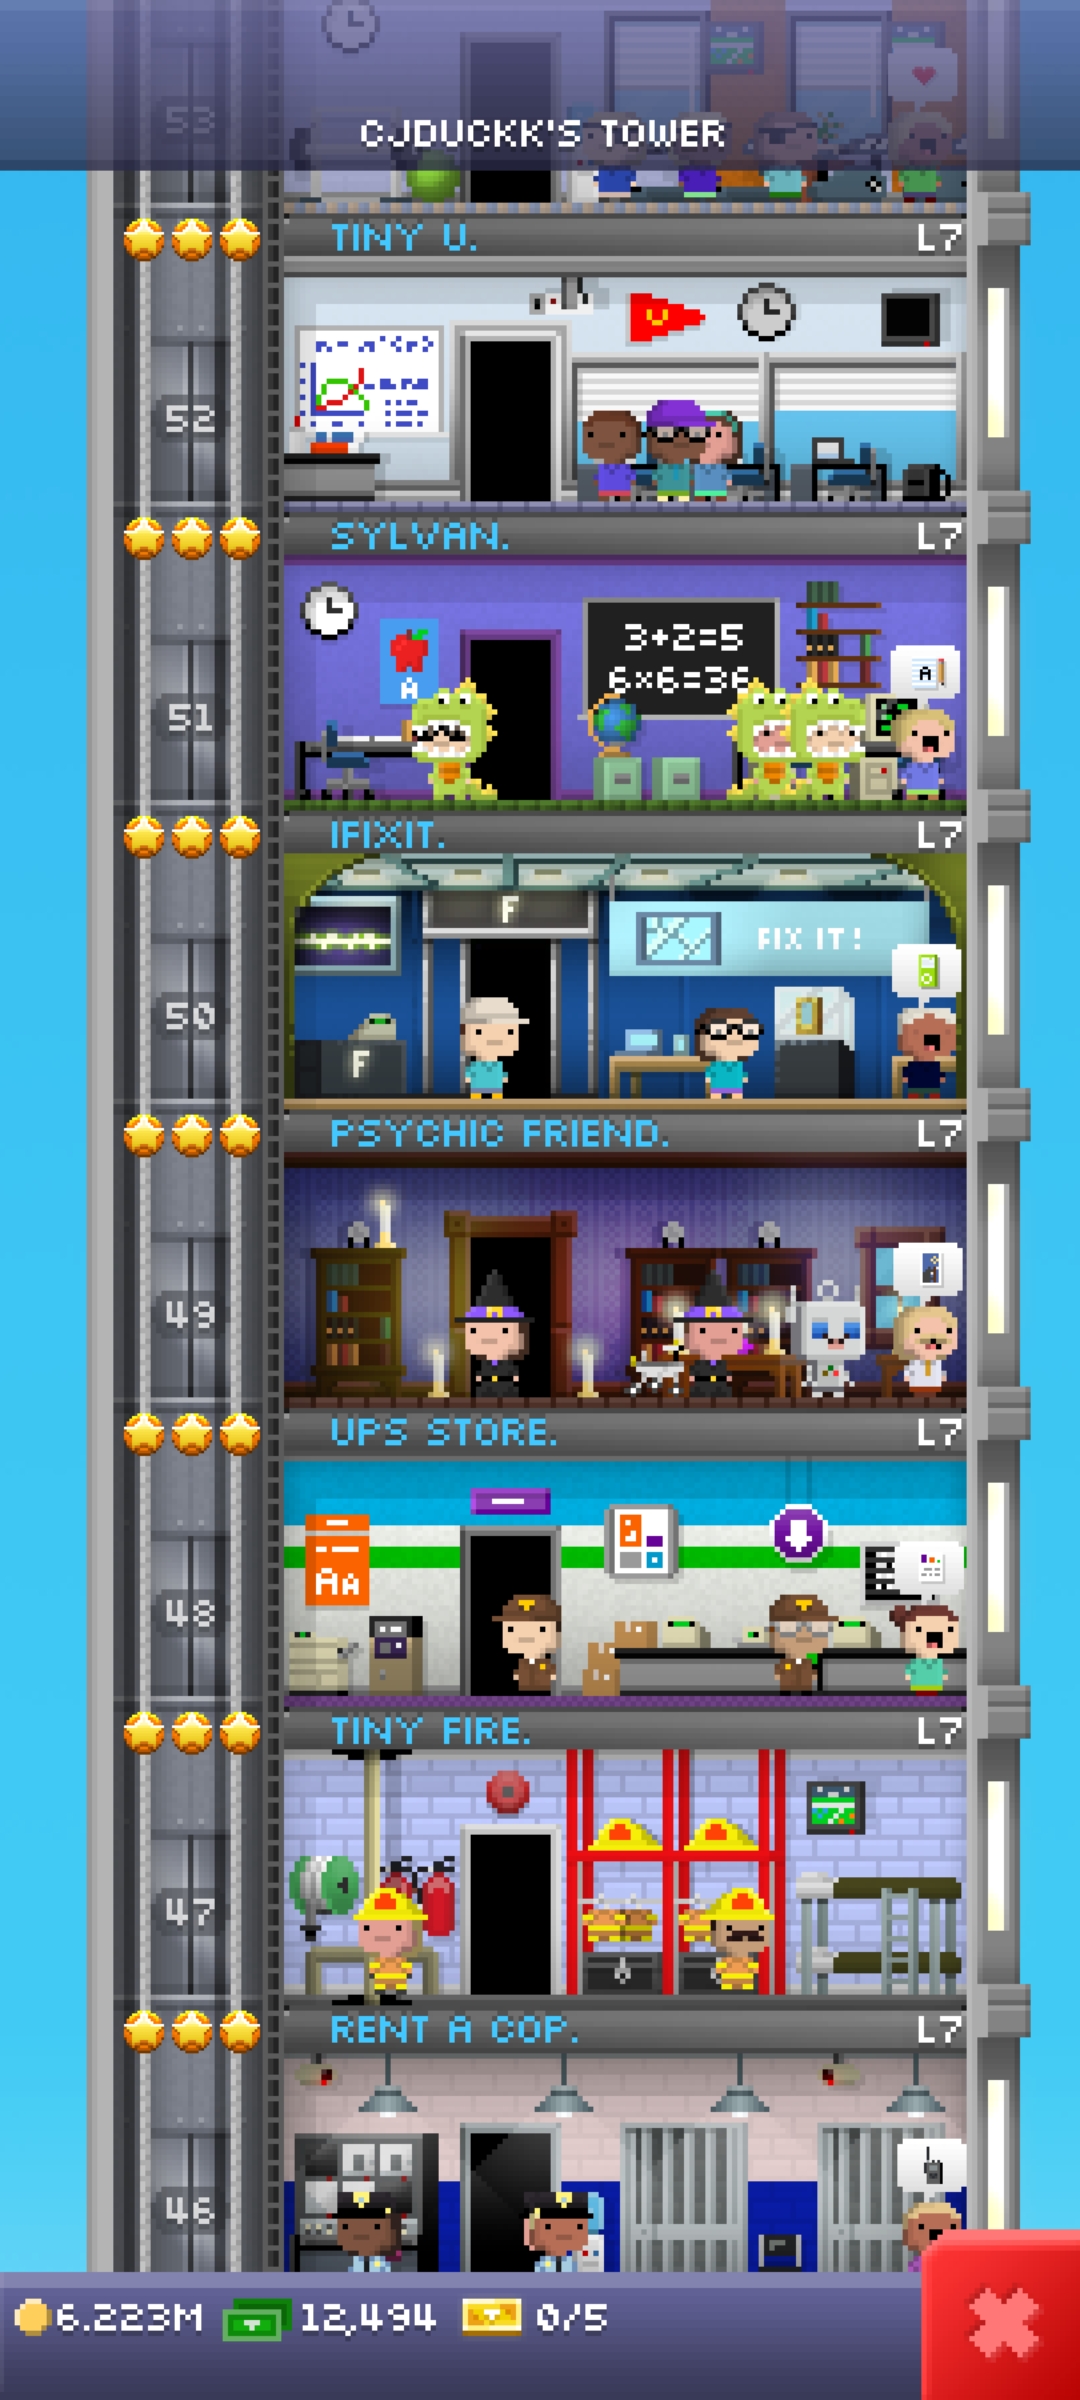 53
CJDUCKK'S TOWER
TINY U. L7
U
52
SYLVAN. L7
3+2=5
6x6=36
A
A
51
IFIXIT. L7
F
FIX IT!
F
50
PSYCHIC FRIEND. L7
49
UPS STORE. L7
AA
48
TINY FIRE. L7
47
RENT A COP. L7
46
6.223M 12,494 0/5